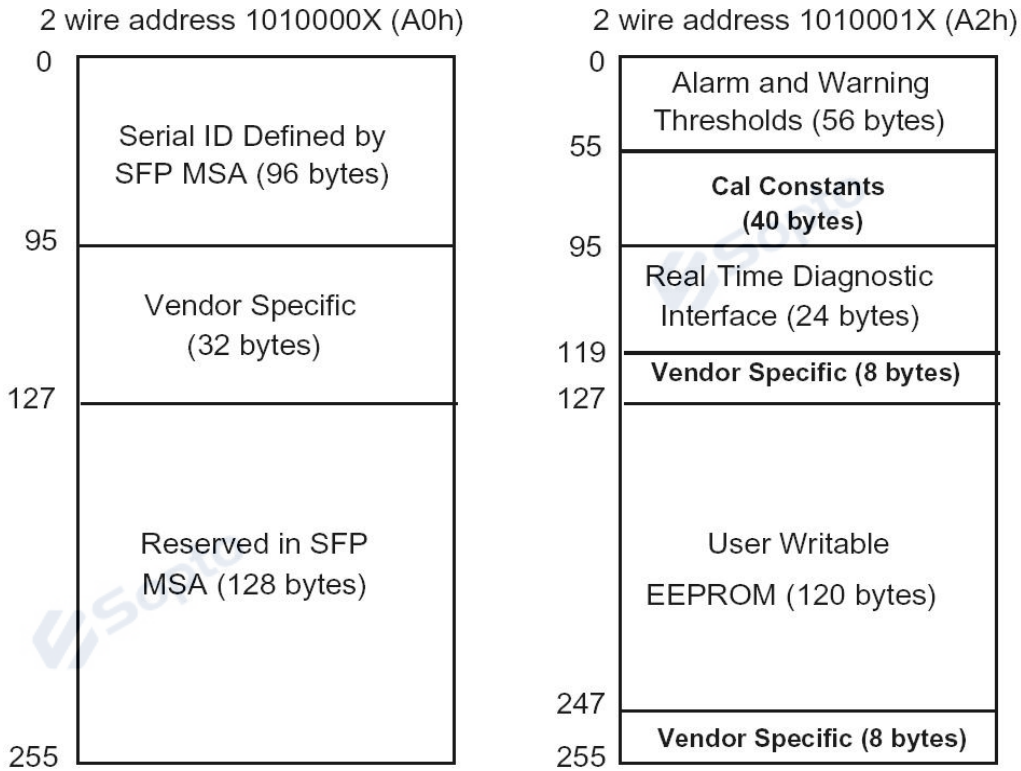 2 wire address 1010000X (A0h)
0
Serial ID Defined by
SFP MSA (96 bytes)
95
Vendor Specific
(32 bytes)
127
Reserved in SFP
MSA (128 bytes)
255
Sopto
2 wire address 1010001X (A2h)
0
Alarm and Warning
Thresholds (56 bytes)
55
Cal Constants
(40 bytes)
95
Real Time Diagnostic
Interface (24 bytes)
119
Vendor Specific (8 bytes)
127
User Writable
EEPROM (120 bytes)
247
Vendor Specific (8 bytes)
255
Sopto